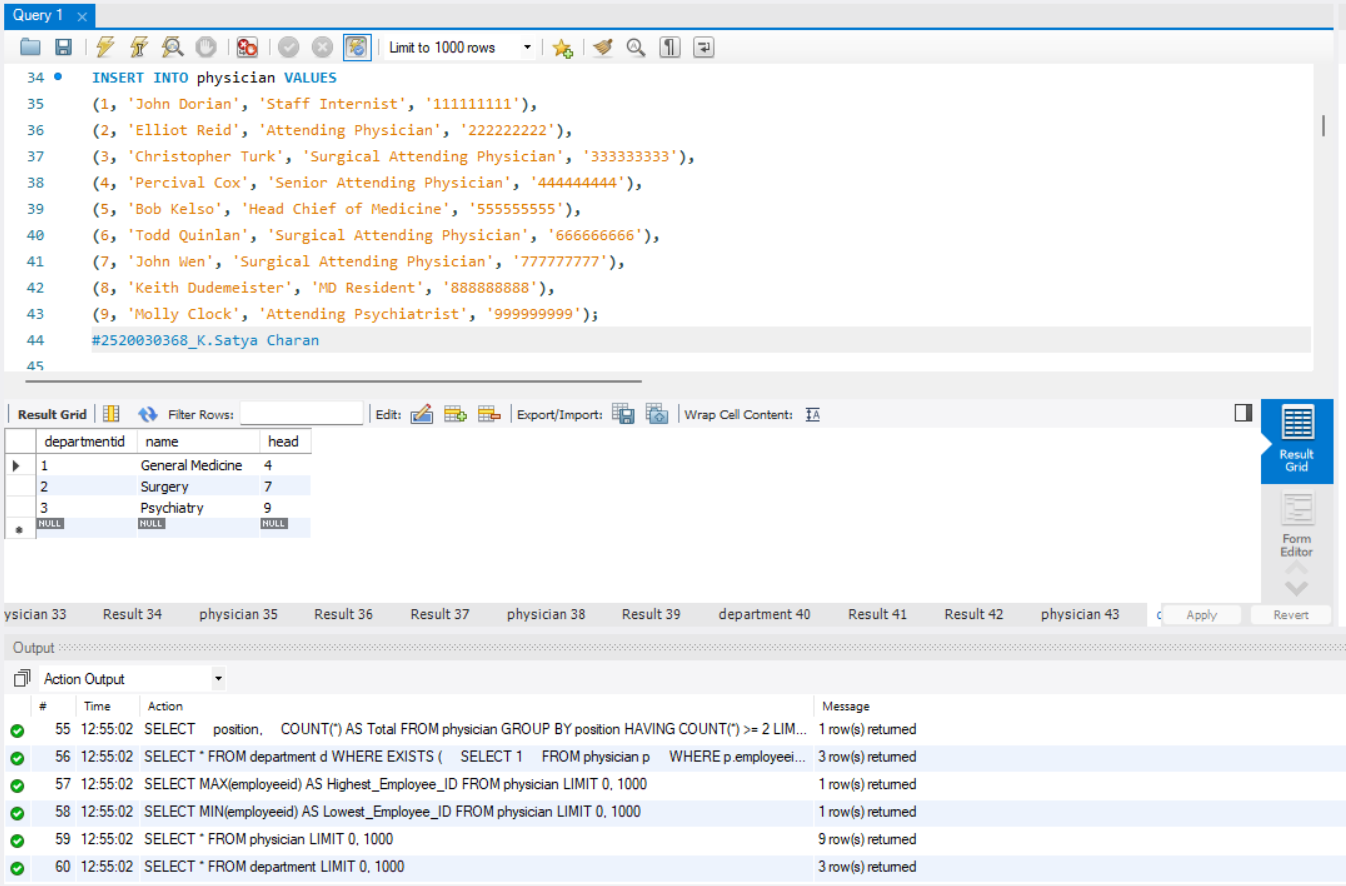 Query 1
Limit to 1000 rows
34 INSERT INTO physician VALUES
35 (1, 'John Dorian', 'Staff Internist', '111111111'),
36 (2, 'Elliot Reid', 'Attending Physician', '222222222'),
37 (3, 'Christopher Turk', 'Surgical Attending Physician', '333333333'),
38 (4, 'Percival Cox', 'Senior Attending Physician', '444444444'),
39 (5, 'Bob Kelso', 'Head Chief of Medicine', '555555555'),
40 (6, 'Todd Quinlan', 'Surgical Attending Physician', '666666666'),
41 (7, 'John Wen', 'Surgical Attending Physician', '777777777'),
42 (8, 'Keith Dudemeister', 'MD Resident', '888888888'),
43 (9, 'Molly Clock', 'Attending Psychiatrist', '999999999');
44 #2520030368_K.Satya Charan
45
Result Grid Filter Rows: Edit: Export/Import: Wrap Cell Content:
departmentid name head
1 General Medicine 4
2 Surgery 7
3 Psychiatry 9
NULL NULL NULL
Result Grid
Form Editor
ysician 33 Result 34 physician 35 Result 36 Result 37 physician 38 Result 39 department 40 Result 41 Result 42 physician 43 Apply Revert
Output
Action Output
# Time Action Message
55 12:55:02 SELECT position, COUNT(*) AS Total FROM physician GROUP BY position HAVING COUNT(*) >= 2 LIM... 1 row(s) returned
56 12:55:02 SELECT * FROM department d WHERE EXISTS ( SELECT 1 FROM physician p WHERE p.employeei... 3 row(s) returned
57 12:55:02 SELECT MAX(employeeid) AS Highest_Employee_ID FROM physician LIMIT 0, 1000 1 row(s) returned
58 12:55:02 SELECT MIN(employeeid) AS Lowest_Employee_ID FROM physician LIMIT 0, 1000 1 row(s) returned
59 12:55:02 SELECT * FROM physician LIMIT 0, 1000 9 row(s) returned
60 12:55:02 SELECT * FROM department LIMIT 0, 1000 3 row(s) returned